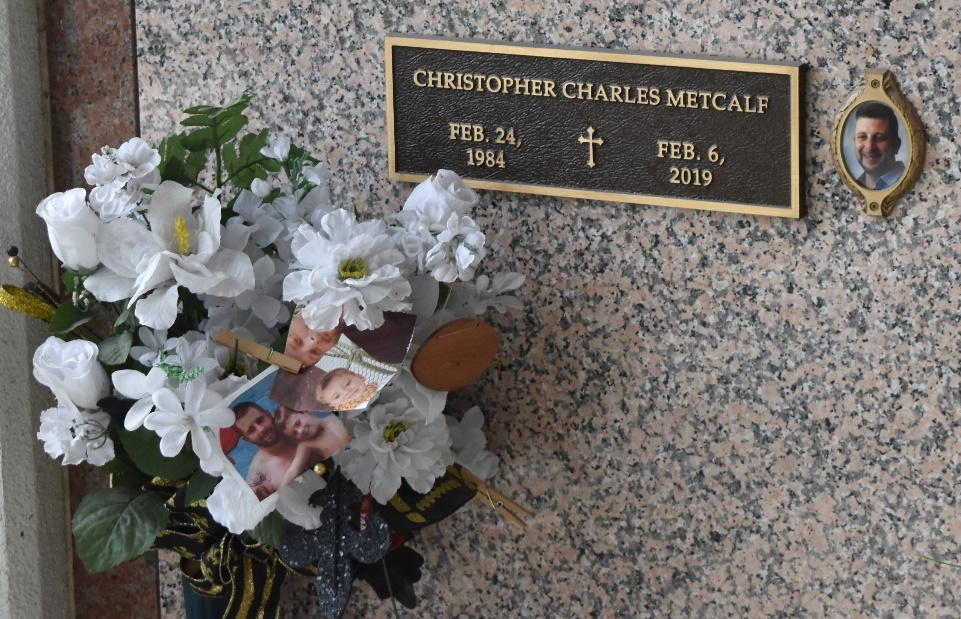 CHRISTOPHER CHARLES METCALF
FEB. 24,
1984
FEB. 6,
2019